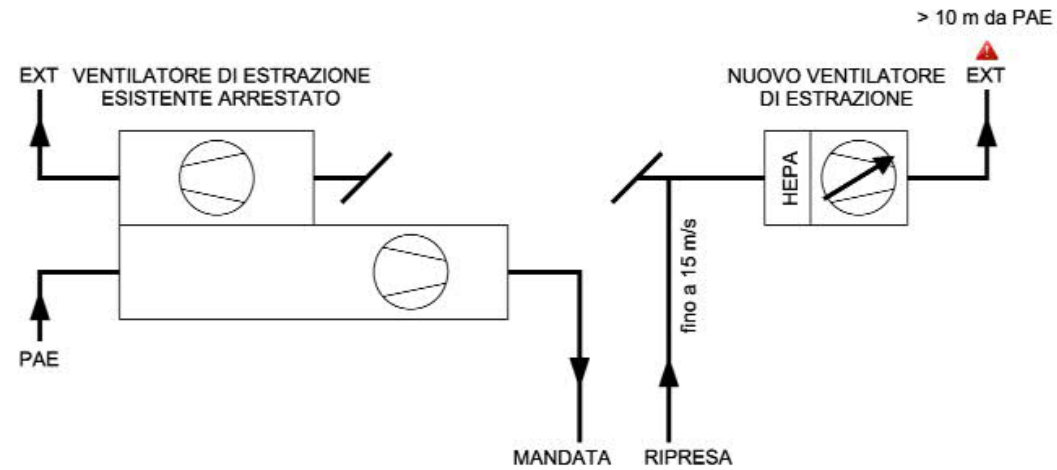 > 10 m da PAE
EXT
VENTILATORE DI ESTRAZIONE
ESISTENTE ARRESTATO
NUOVO VENTILATORE
DI ESTRAZIONE
EXT
HEPA
fino a 15 m/s
PAE
MANDATA
RIPRESA